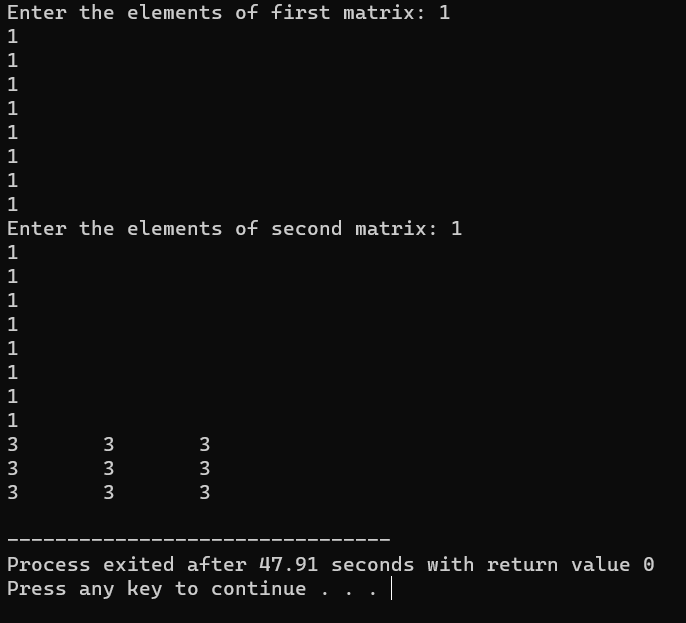 Enter the elements of first matrix: 1
1
1
1
1
1
1
1
1
Enter the elements of second matrix: 1
1
1
1
1
1
1
1
1
3       3       3
3       3       3
3       3       3

--------------------------------
Process exited after 47.91 seconds with return value 0
Press any key to continue . . .